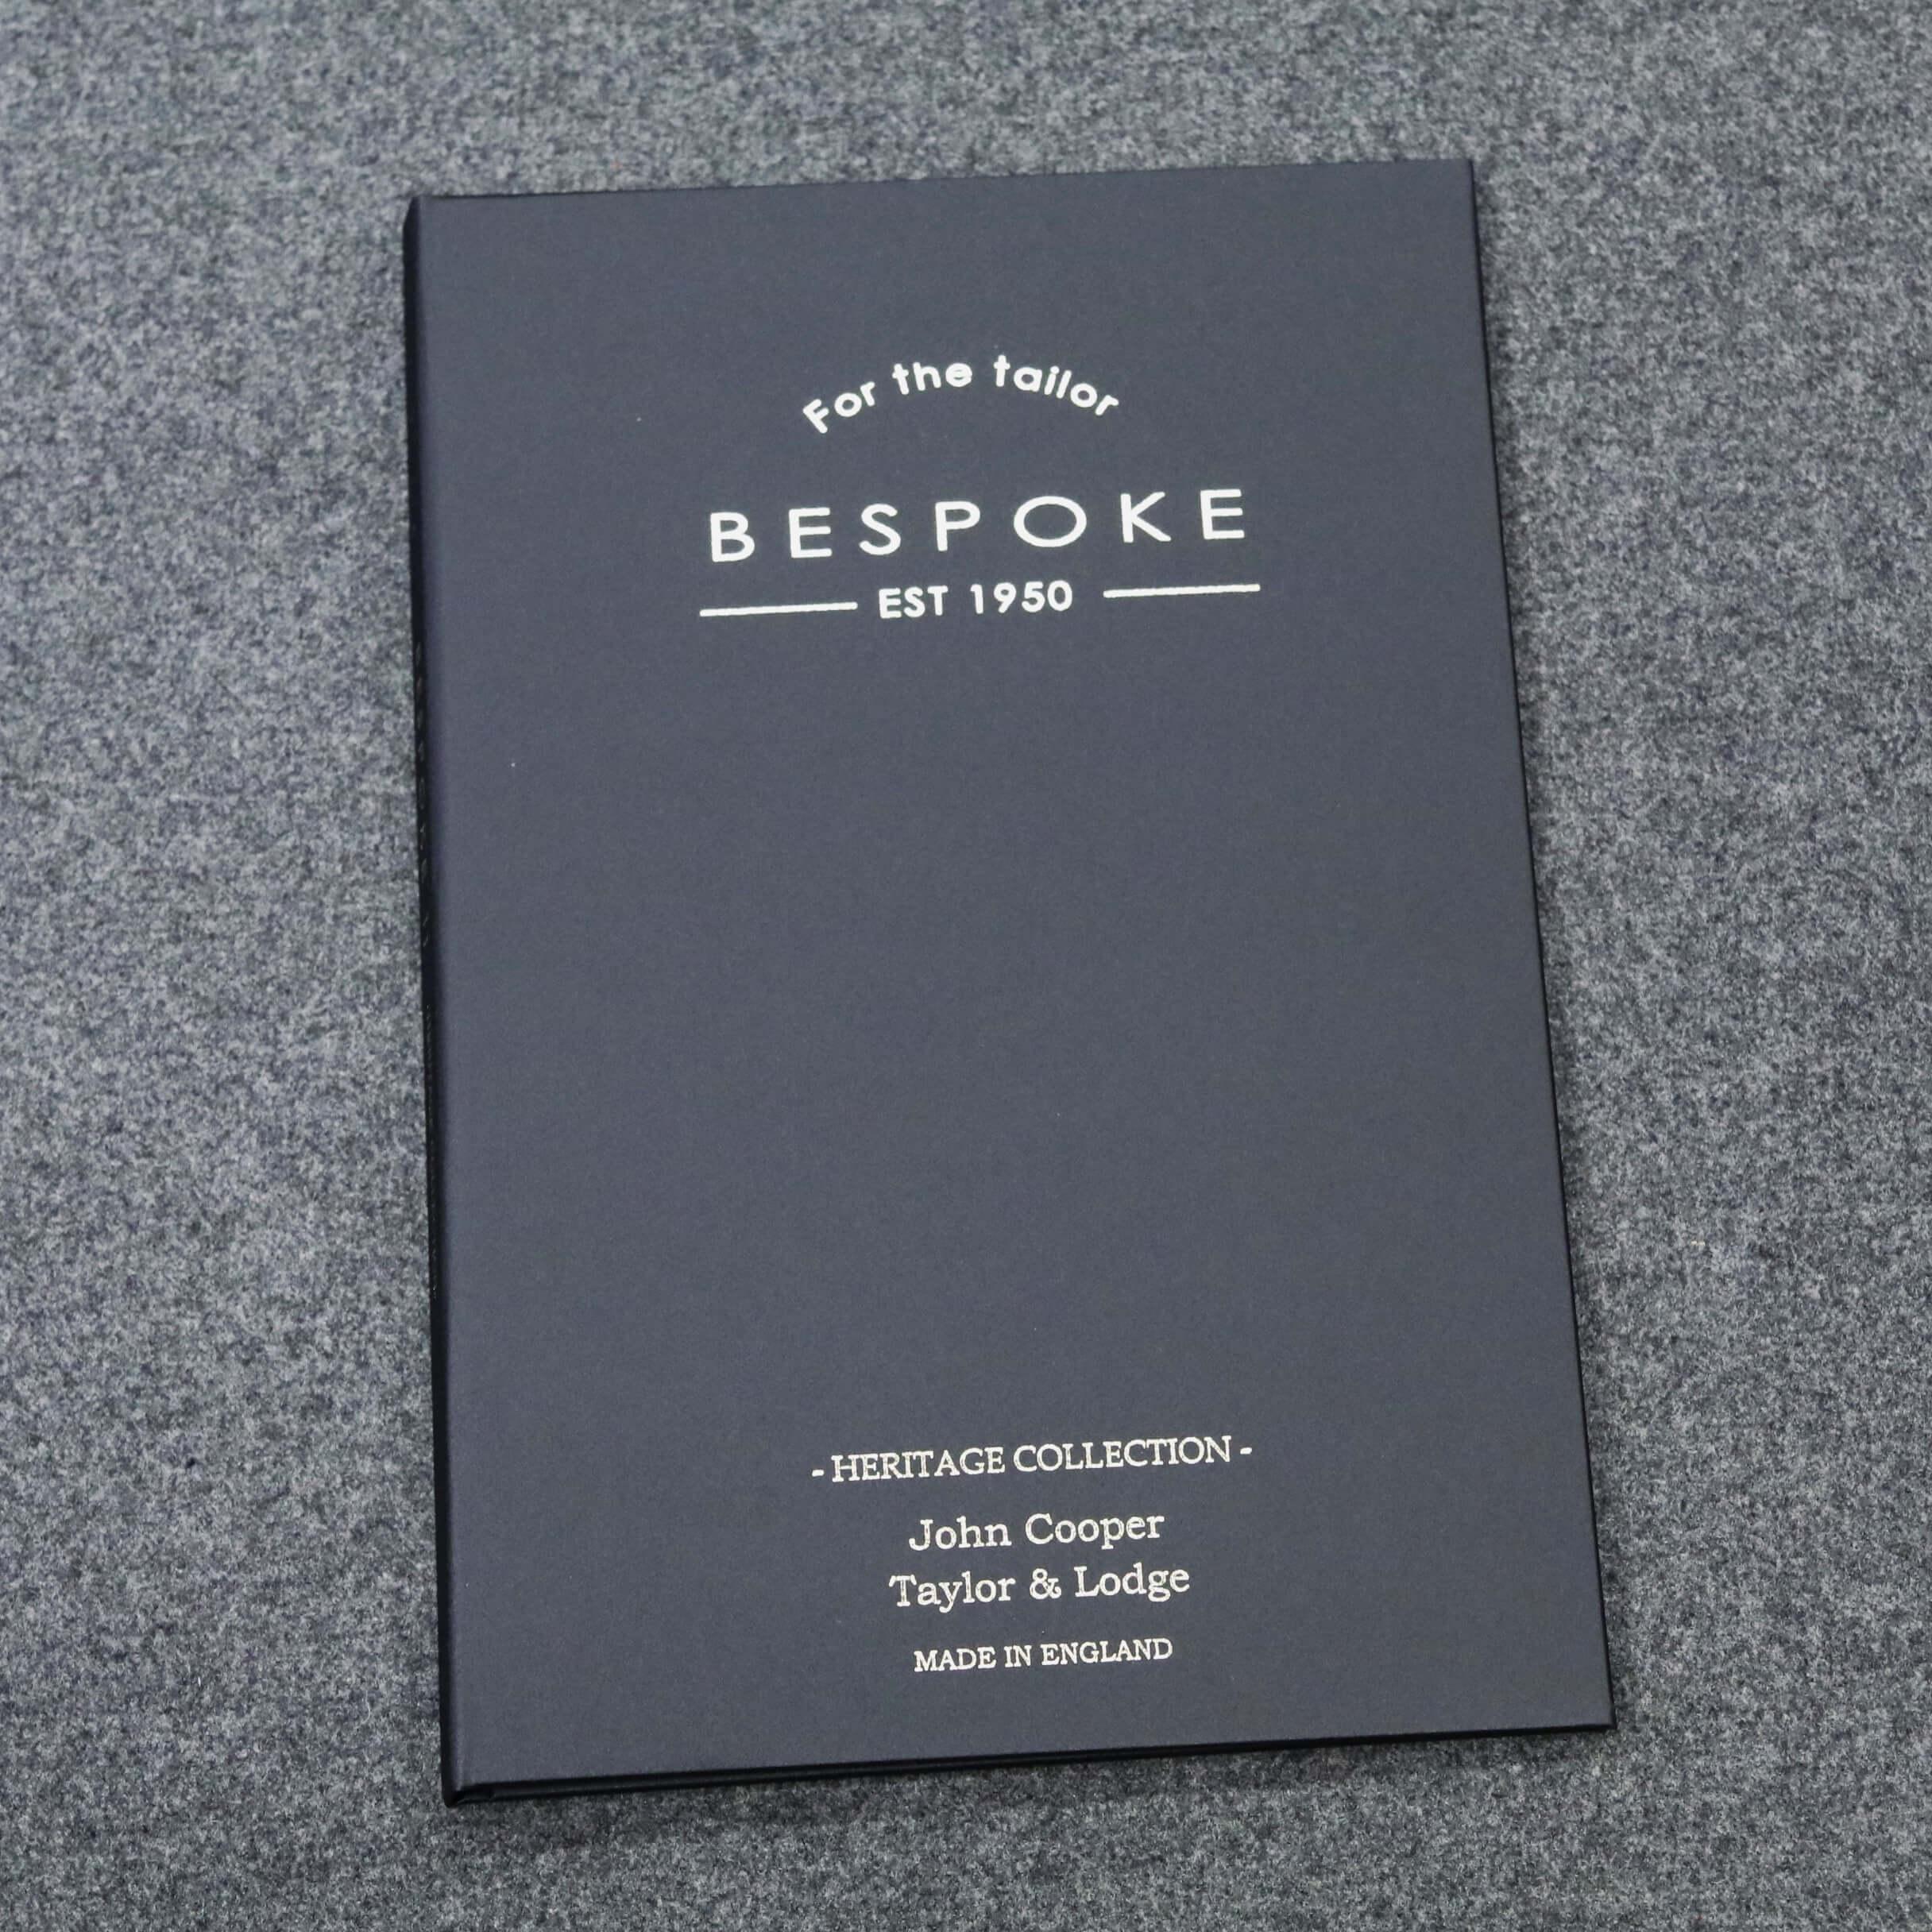 For the tailor
BESPOKE
EST 1950
- HERITAGE COLLECTION -
John Cooper
Taylor & Lodge
MADE IN ENGLAND